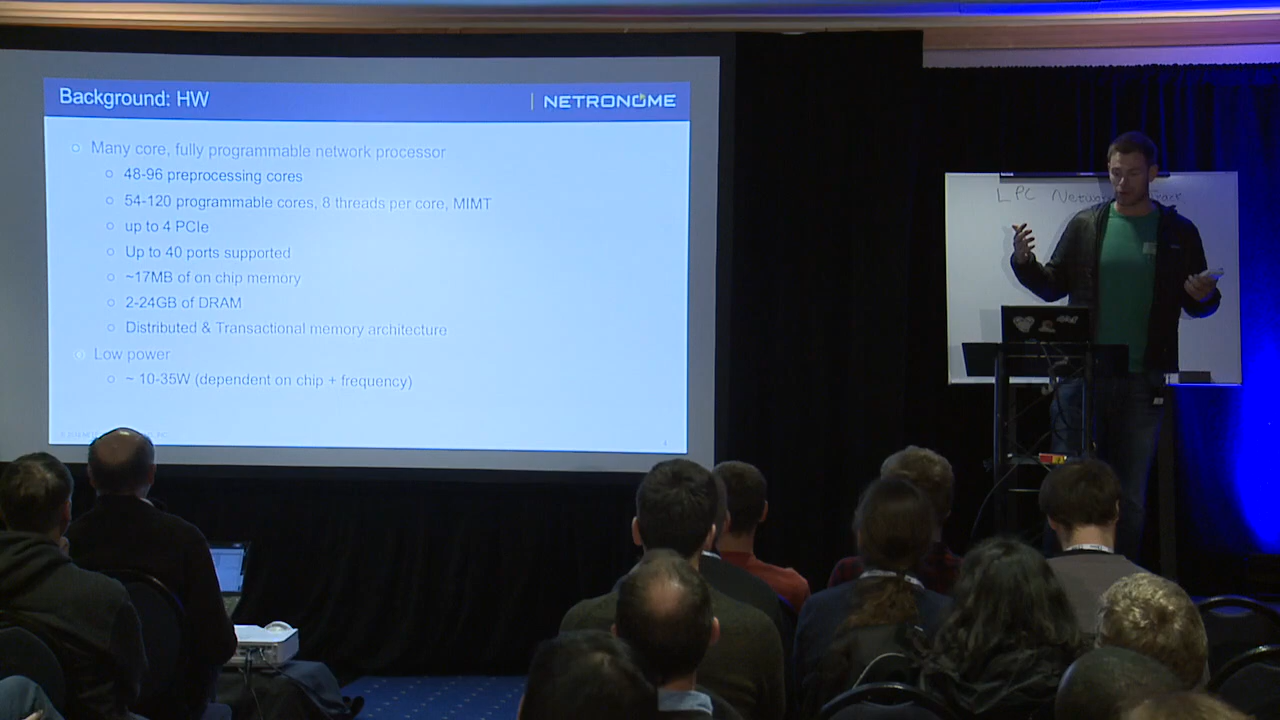 Background: HW
| NETRONOME
Many core, fully programmable network processor
48-96 preprocessing cores
54-120 programmable cores, 8 threads per core, MIMT
up to 4 PCIe
Up to 40 ports supported
~17MB of on chip memory
2-24GB of DRAM
Distributed & Transactional memory architecture
Low power
~ 10-35W (dependent on chip + frequency)
LPC